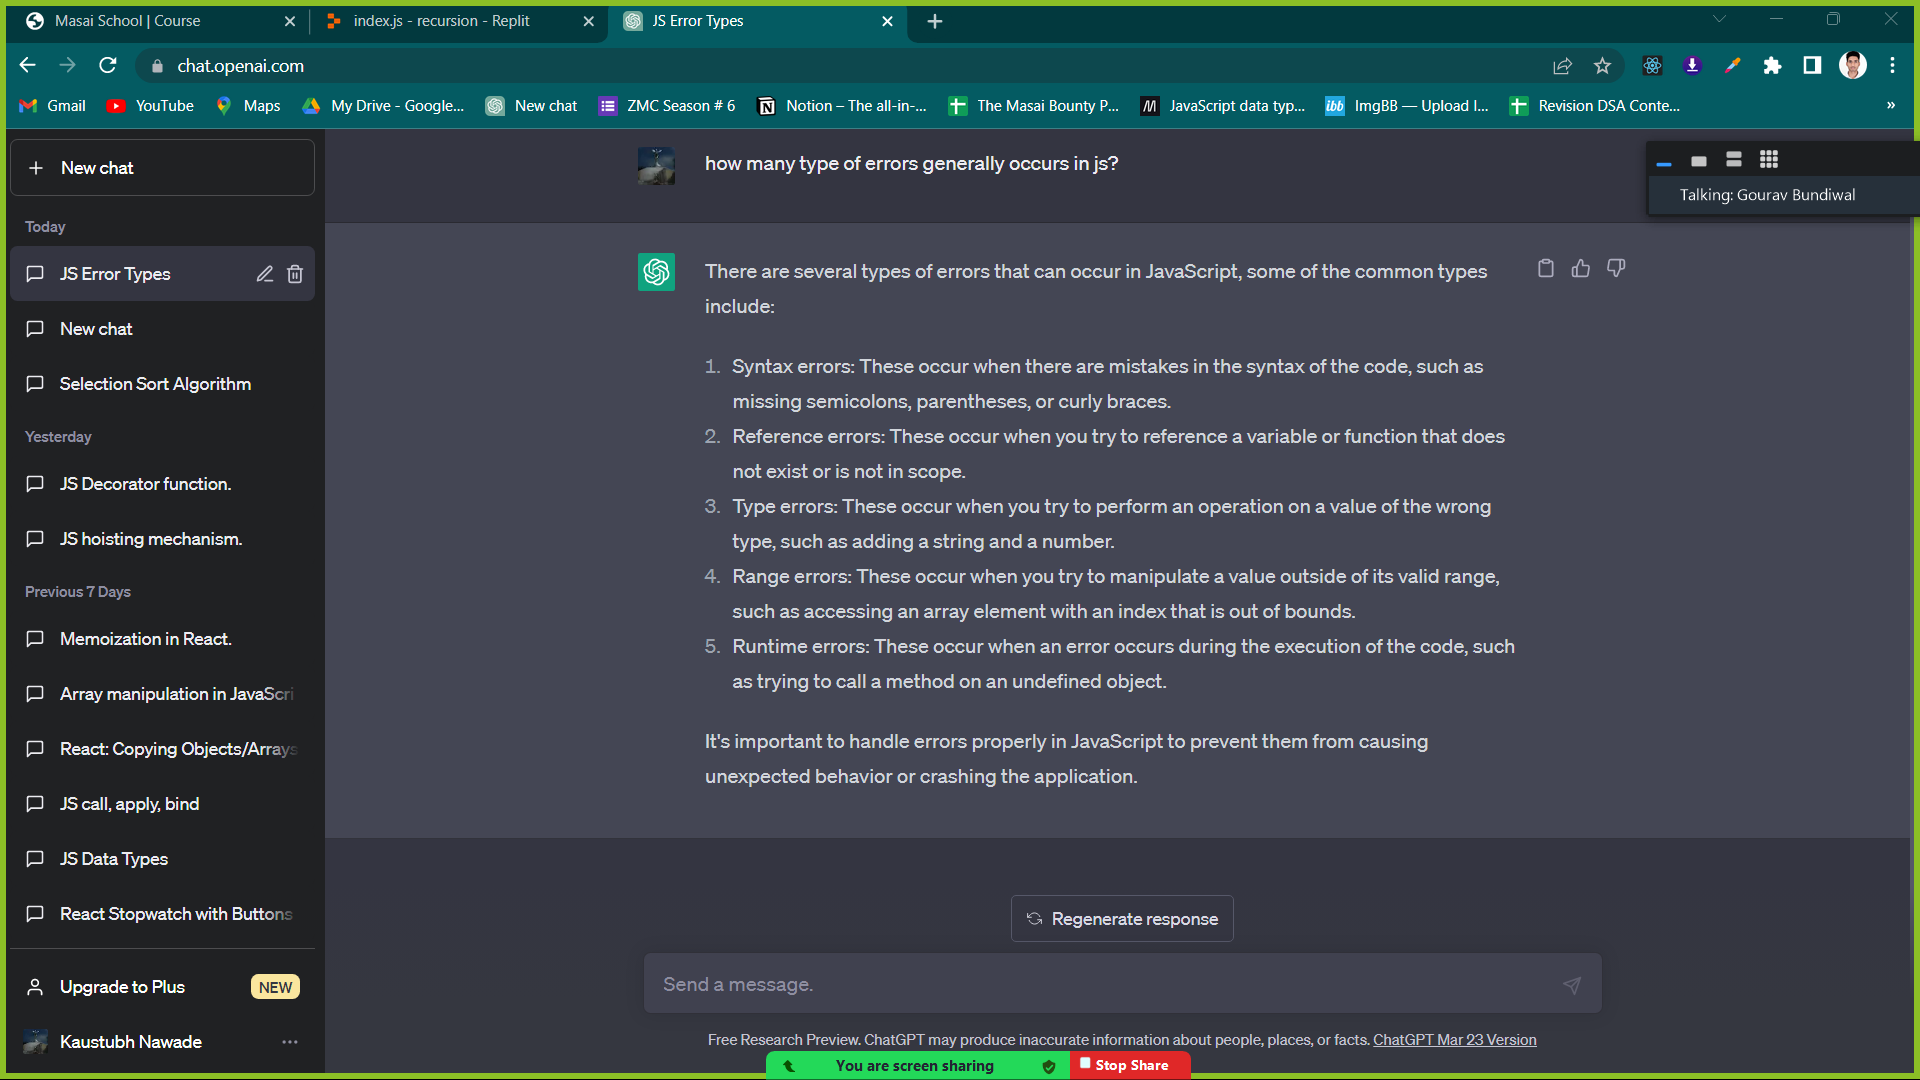 Masai School | Course
index.js - recursion - Replit
JS Error Types
chat.openai.com
Gmail
YouTube
Maps
My Drive - Google...
New chat
ZMC Season # 6
Notion – The all-in-...
The Masai Bounty P...
JavaScript data typ...
ibb
ImgBB — Upload I...
Revision DSA Conte...
»
New chat
Today
JS Error Types
New chat
Selection Sort Algorithm
Yesterday
JS Decorator function.
JS hoisting mechanism.
Previous 7 Days
Memoization in React.
Array manipulation in JavaScri
React: Copying Objects/Arrays
JS call, apply, bind
JS Data Types
React Stopwatch with Buttons
Upgrade to Plus
NEW
Kaustubh Nawade
how many type of errors generally occurs in js?
Talking: Gourav Bundiwal
There are several types of errors that can occur in JavaScript, some of the common types
include:
1. Syntax errors: These occur when there are mistakes in the syntax of the code, such as
missing semicolons, parentheses, or curly braces.
2. Reference errors: These occur when you try to reference a variable or function that does
not exist or is not in scope.
3. Type errors: These occur when you try to perform an operation on a value of the wrong
type, such as adding a string and a number.
4. Range errors: These occur when you try to manipulate a value outside of its valid range,
such as accessing an array element with an index that is out of bounds.
5. Runtime errors: These occur when an error occurs during the execution of the code, such
as trying to call a method on an undefined object.
It's important to handle errors properly in JavaScript to prevent them from causing
unexpected behavior or crashing the application.
Regenerate response
Send a message.
Free Research Preview. ChatGPT may produce inaccurate information about people, places, or facts. ChatGPT Mar 23 Version
You are screen sharing
Stop Share